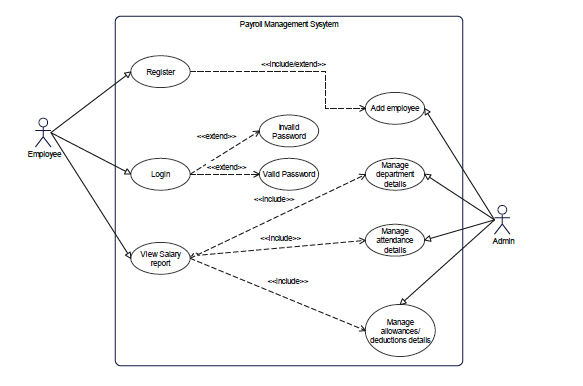 Payroll Management Sysytem
<<include/extend>>
Register
Add employee
Invalid
Password
<<extend>>
Employee
Login
<<extend>>
Valid Password
Manage
department
details
<<include>>
View Salary
report
<<include>>
Manage
attendance
details
Admin
<<include>>
Manage
allowances/
deductions details